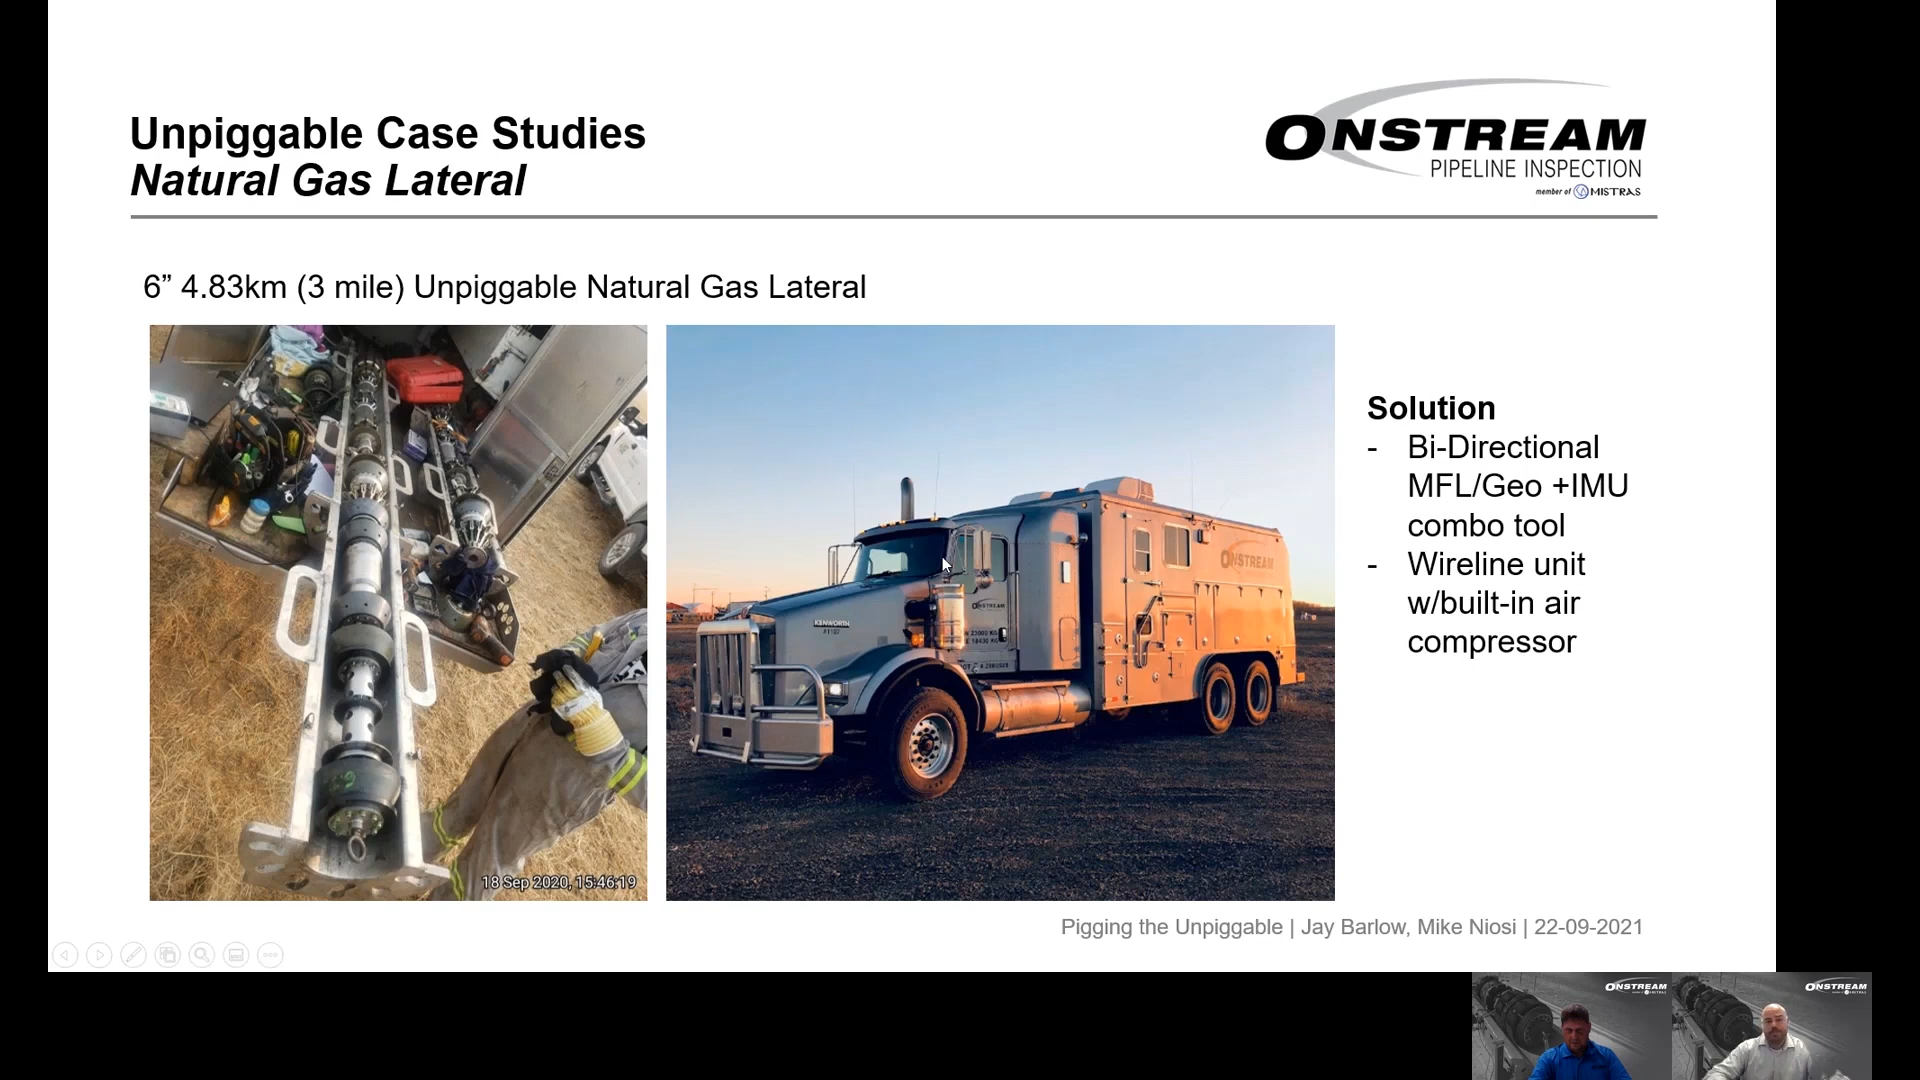 Unpiggable Case Studies
Natural Gas Lateral
ONSTREAM
PIPELINE INSPECTION
member of MISTRAS
6” 4.83km (3 mile) Unpiggable Natural Gas Lateral
18 Sep 2020, 15:46:19
ONSTREAM
KENWORTH
ONSTREAM
Solution
- Bi-Directional
MFL/Geo +IMU
combo tool
- Wireline unit
w/built-in air
compressor
Pigging the Unpiggable | Jay Barlow, Mike Niosi | 22-09-2021
ONSTREAM
ONSTREAM